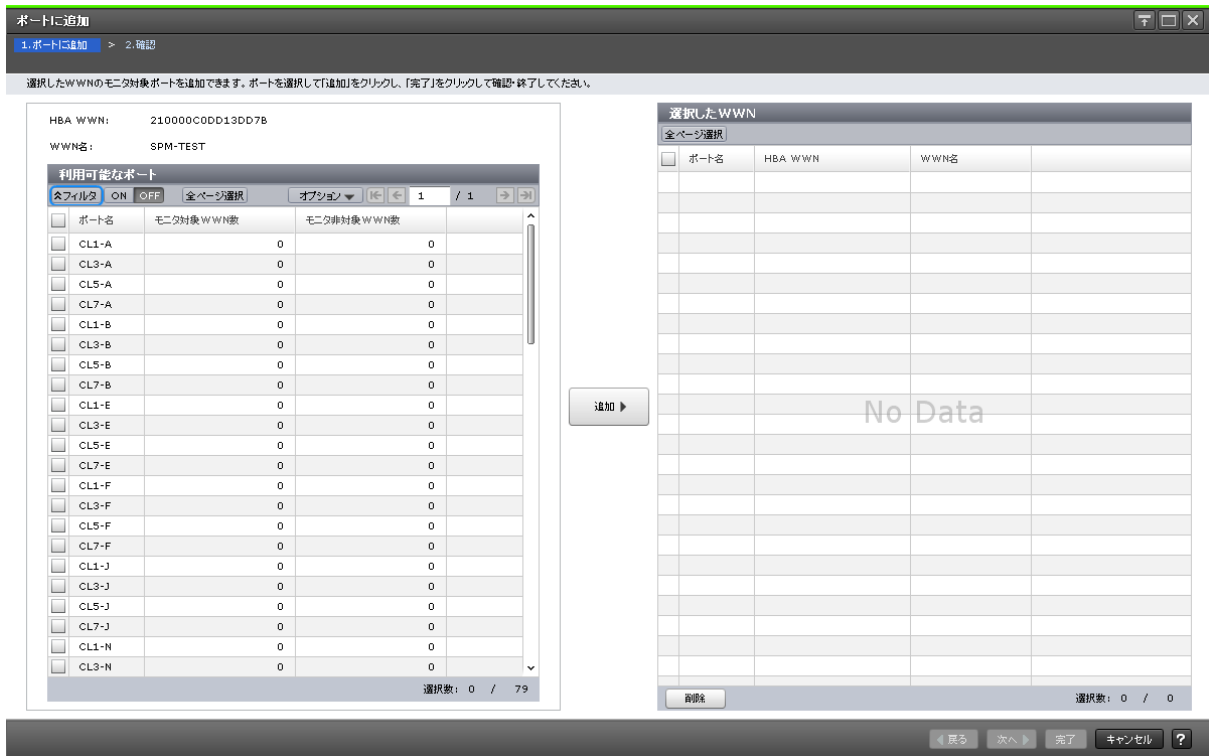 ポートに追加
1.ポートに追加 > 2.確認
選択したWWNのモニタ対象ポートを追加できます。ポートを選択して「追加」をクリックし、「完了」をクリックして確認・終了してください。
HBA WWN: 210000C0DD13DD7B
WWN名: SPM-TEST
利用可能なポート
フィルタ ON OFF 全ページ選択 オプション 1 / 1
ポート名 モニタ対象WWN数 モニタ非対象WWN数
CL1-A 0 0
CL3-A 0 0
CL5-A 0 0
CL7-A 0 0
CL1-B 0 0
CL3-B 0 0
CL5-B 0 0
CL7-B 0 0
CL1-E 0 0
CL3-E 0 0
CL5-E 0 0
CL7-E 0 0
CL1-F 0 0
CL3-F 0 0
CL5-F 0 0
CL7-F 0 0
CL1-J 0 0
CL3-J 0 0
CL5-J 0 0
CL7-J 0 0
CL1-N 0 0
CL3-N 0 0
選択数: 0 / 79
追加
選択したWWN
全ページ選択
ポート名 HBA WWN WWN名
No Data
削除 選択数: 0 / 0
戻る 次へ 完了 キャンセル ?